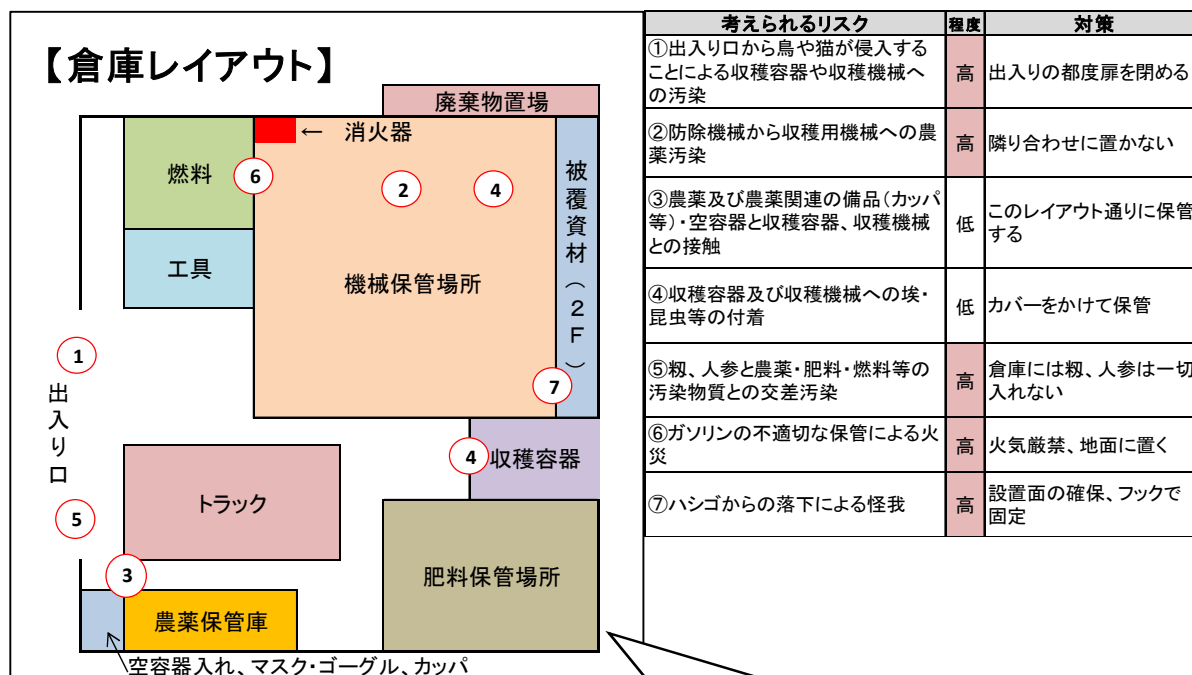 【倉庫レイアウト】
廃棄物置場
← 消火器
燃料
6
2
4
被覆資材（２Ｆ）
工具
機械保管場所
1
7
出入り口
4
収穫容器
トラック
5
肥料保管場所
3
農薬保管庫
空容器入れ、マスク・ゴーグル、カッパ
考えられるリスク 程度 対策
①出入り口から鳥や猫が侵入する
ことによる収穫容器や収穫機械へ
の汚染
高
出入りの都度扉を閉める
②防除機械から収穫用機械への農
薬汚染
高
隣り合わせに置かない
③農薬及び農薬関連の備品（カッパ
等）・空容器と収穫容器、収穫機械
との接触
低
このレイアウト通りに保管
する
④収穫容器及び収穫機械への埃・
昆虫等の付着
低
カバーをかけて保管
⑤籾、人参と農薬・肥料・燃料等の
汚染物質との交差汚染
高
倉庫には籾、人参は一切
入れない
⑥ガソリンの不適切な保管による火
災
高
火気厳禁、地面に置く
⑦ハシゴからの落下による怪我
高
設置面の確保、フックで
固定